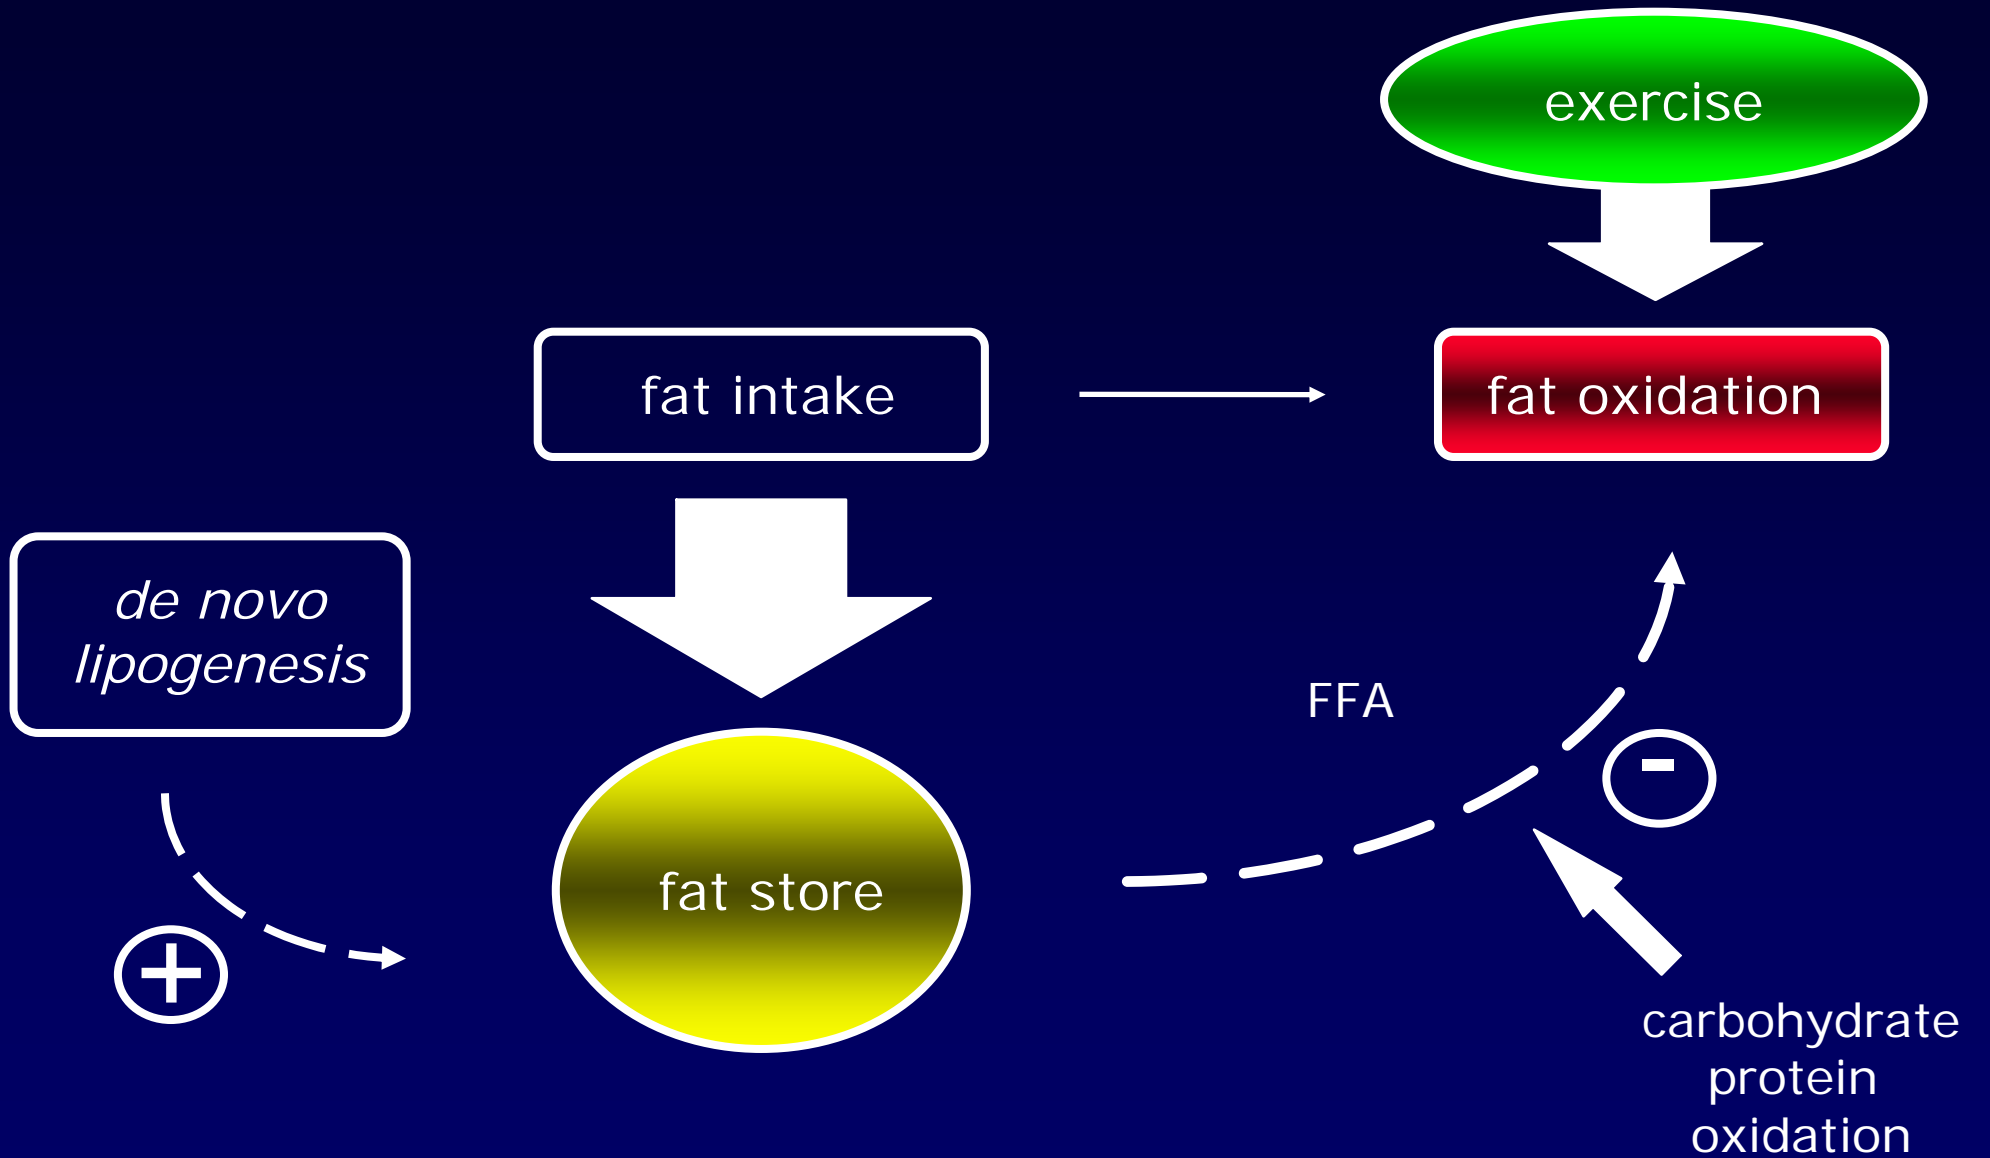 exercise
fat intake
fat oxidation
de novo
lipogenesis
FFA
-
fat store
+
carbohydrate
protein
oxidation